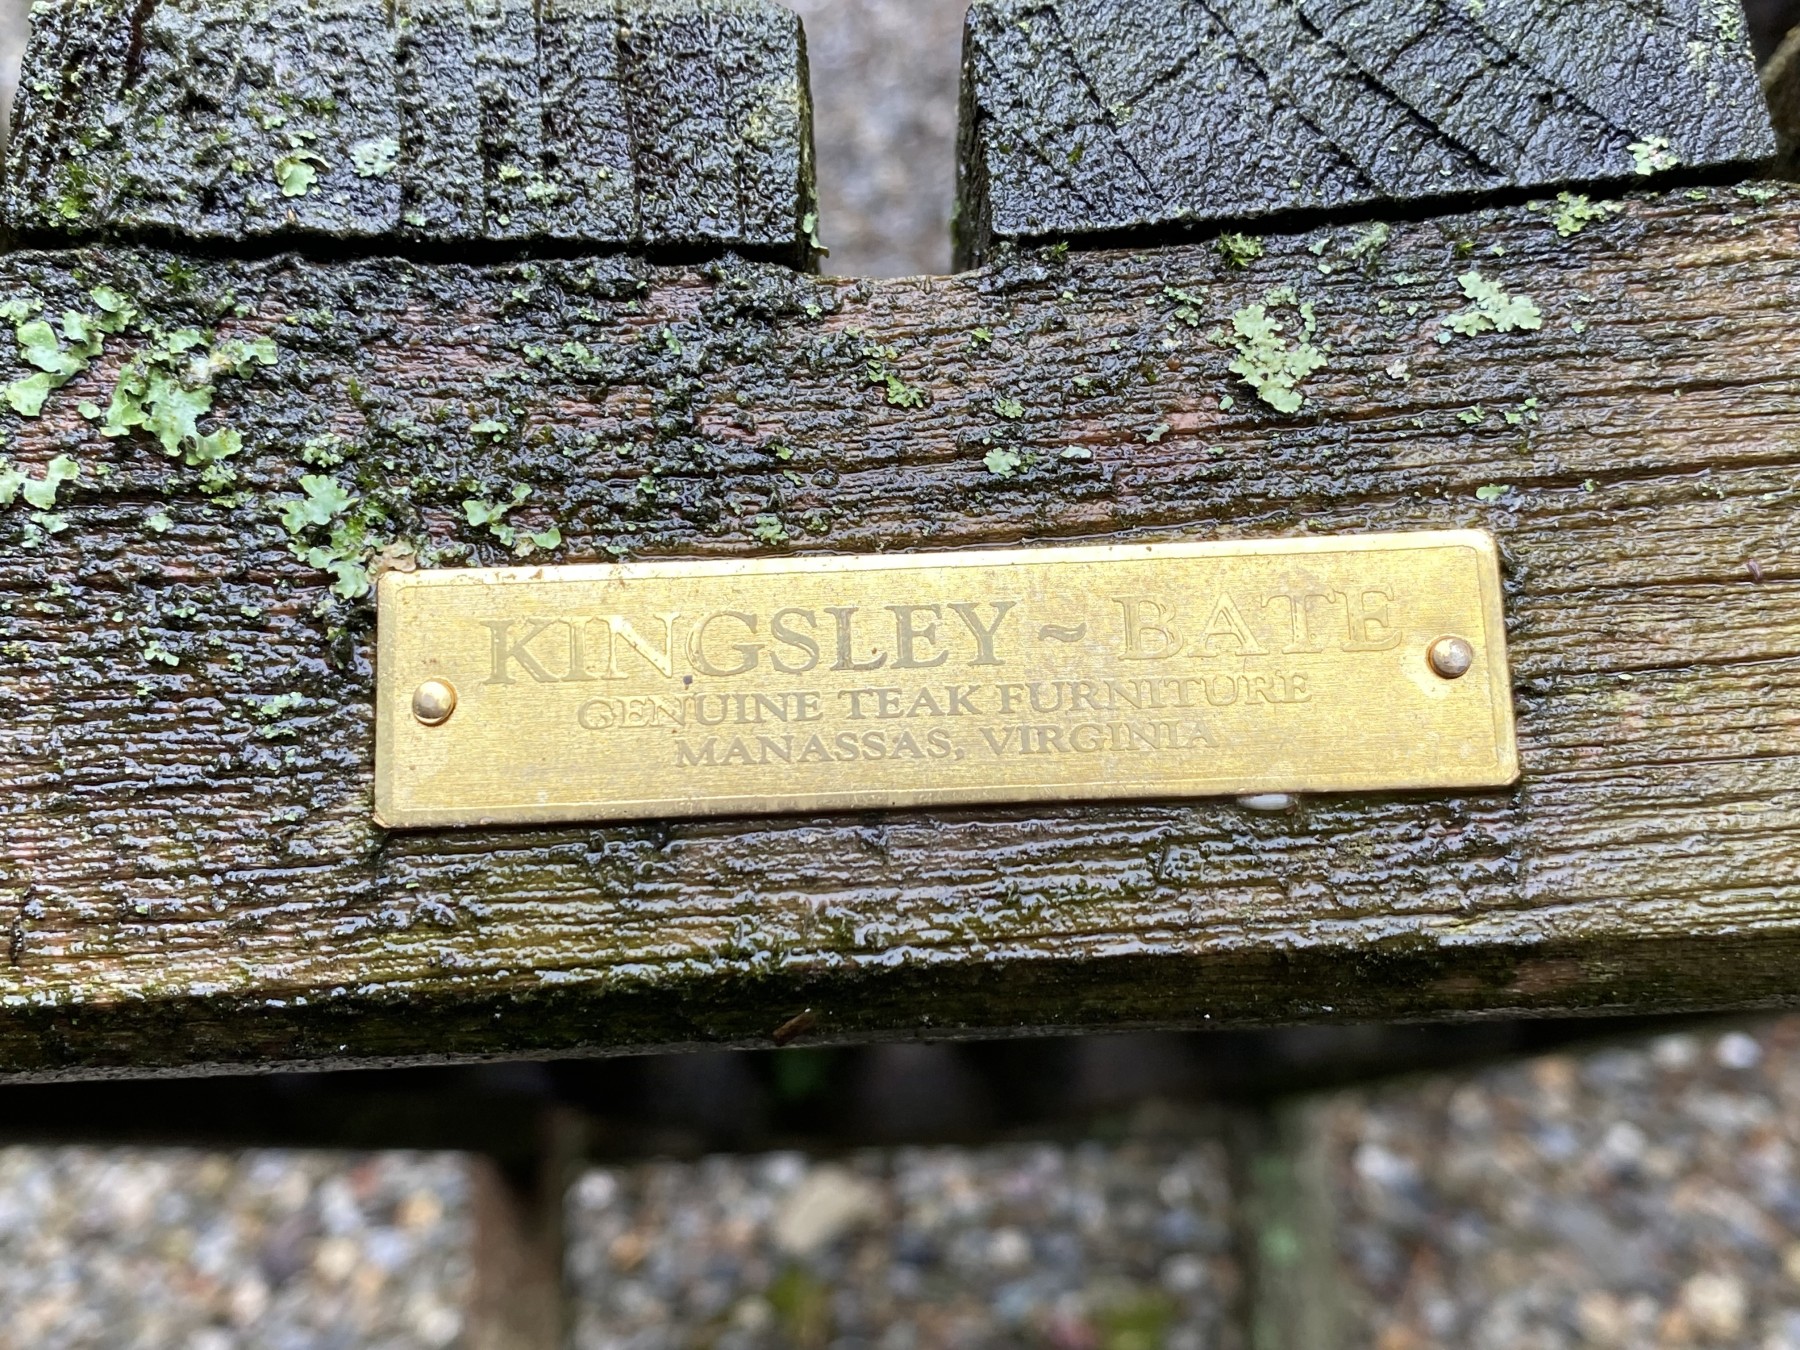 KINGSLEY ~ BATE
GENUINE TEAK FURNITURE
MANASSAS, VIRGINIA